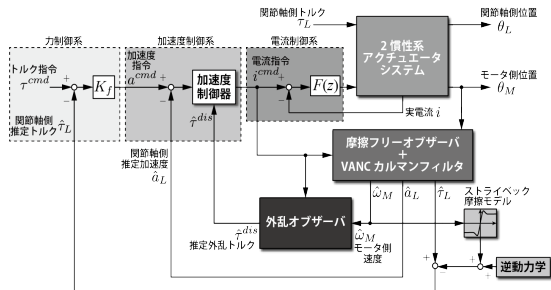 関節軸側トルク
τL
関節軸側位置
θL
2 慣性系
アクチュエータ
システム
力制御系
加速度制御系
電流制御系
トルク指令
τcmd
Kf
加速度
指令
acmd
加速度
制御器
電流指令
icmd
F(z)
モータ側位置
θM
実電流 i
関節軸側
推定トルク τ̂L
τ̂dis
関節軸側
推定加速度
âL
摩擦フリーオブザーバ
+
VANC カルマンフィルタ
ω̂M
âL
τ̂L
ストライベック
摩擦モデル
外乱オブザーバ
τ̂dis
推定外乱トルク
ω̂M
モータ側
速度
逆動力学